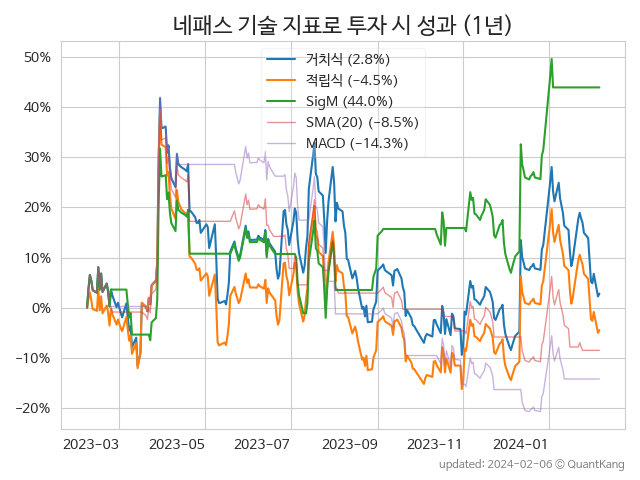 네패스 기술 지표로 투자 시 성과 (1년)
거치식 (2.8%)
적립식 (−4.5%)
SigM (44.0%)
SMA(20) (−8.5%)
MACD (−14.3%)
50%
40%
30%
20%
10%
0%
−10%
−20%
2023-03 2023-05 2023-07 2023-09 2023-11 2024-01
updated: 2024-02-06 © QuantKang